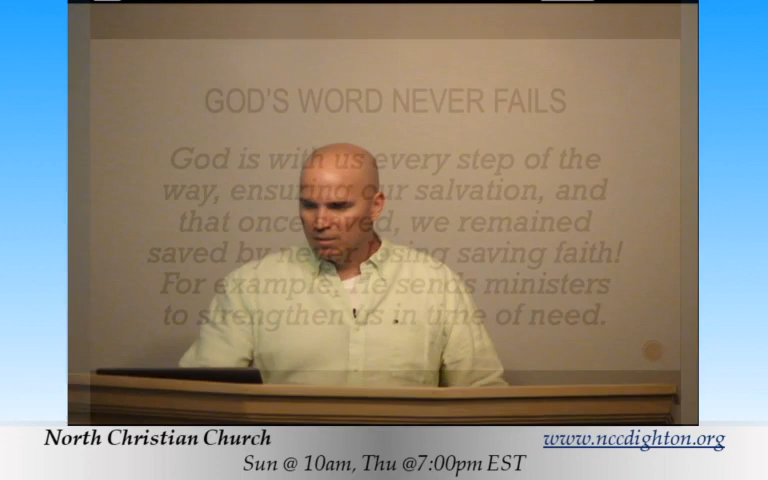 GOD'S WORD NEVER FAILS
God is with us every step of the
way, ensuring our salvation, and
that once saved, we remained
saved by never losing saving faith!
For example, He sends ministers
to strengthen us in time of need.
North Christian Church
www.nccdighton.org
Sun @ 10am, Thu @7:00pm EST